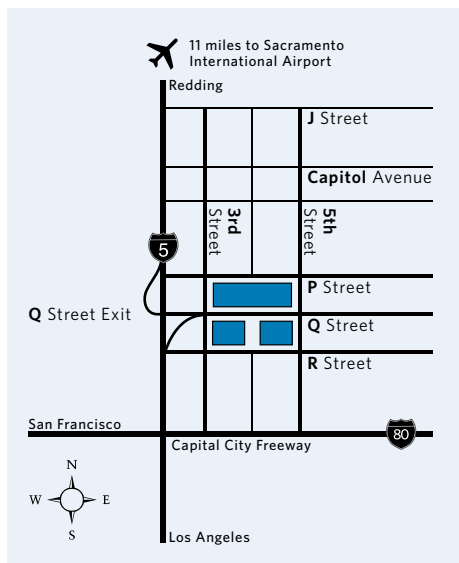 11 miles to Sacramento
International Airport
Redding
J Street
Capitol Avenue
3rd
Street
5th
Street
5
P Street
Q Street Exit
Q Street
R Street
San Francisco
80
Capital City Freeway
N
W E
S
Los Angeles